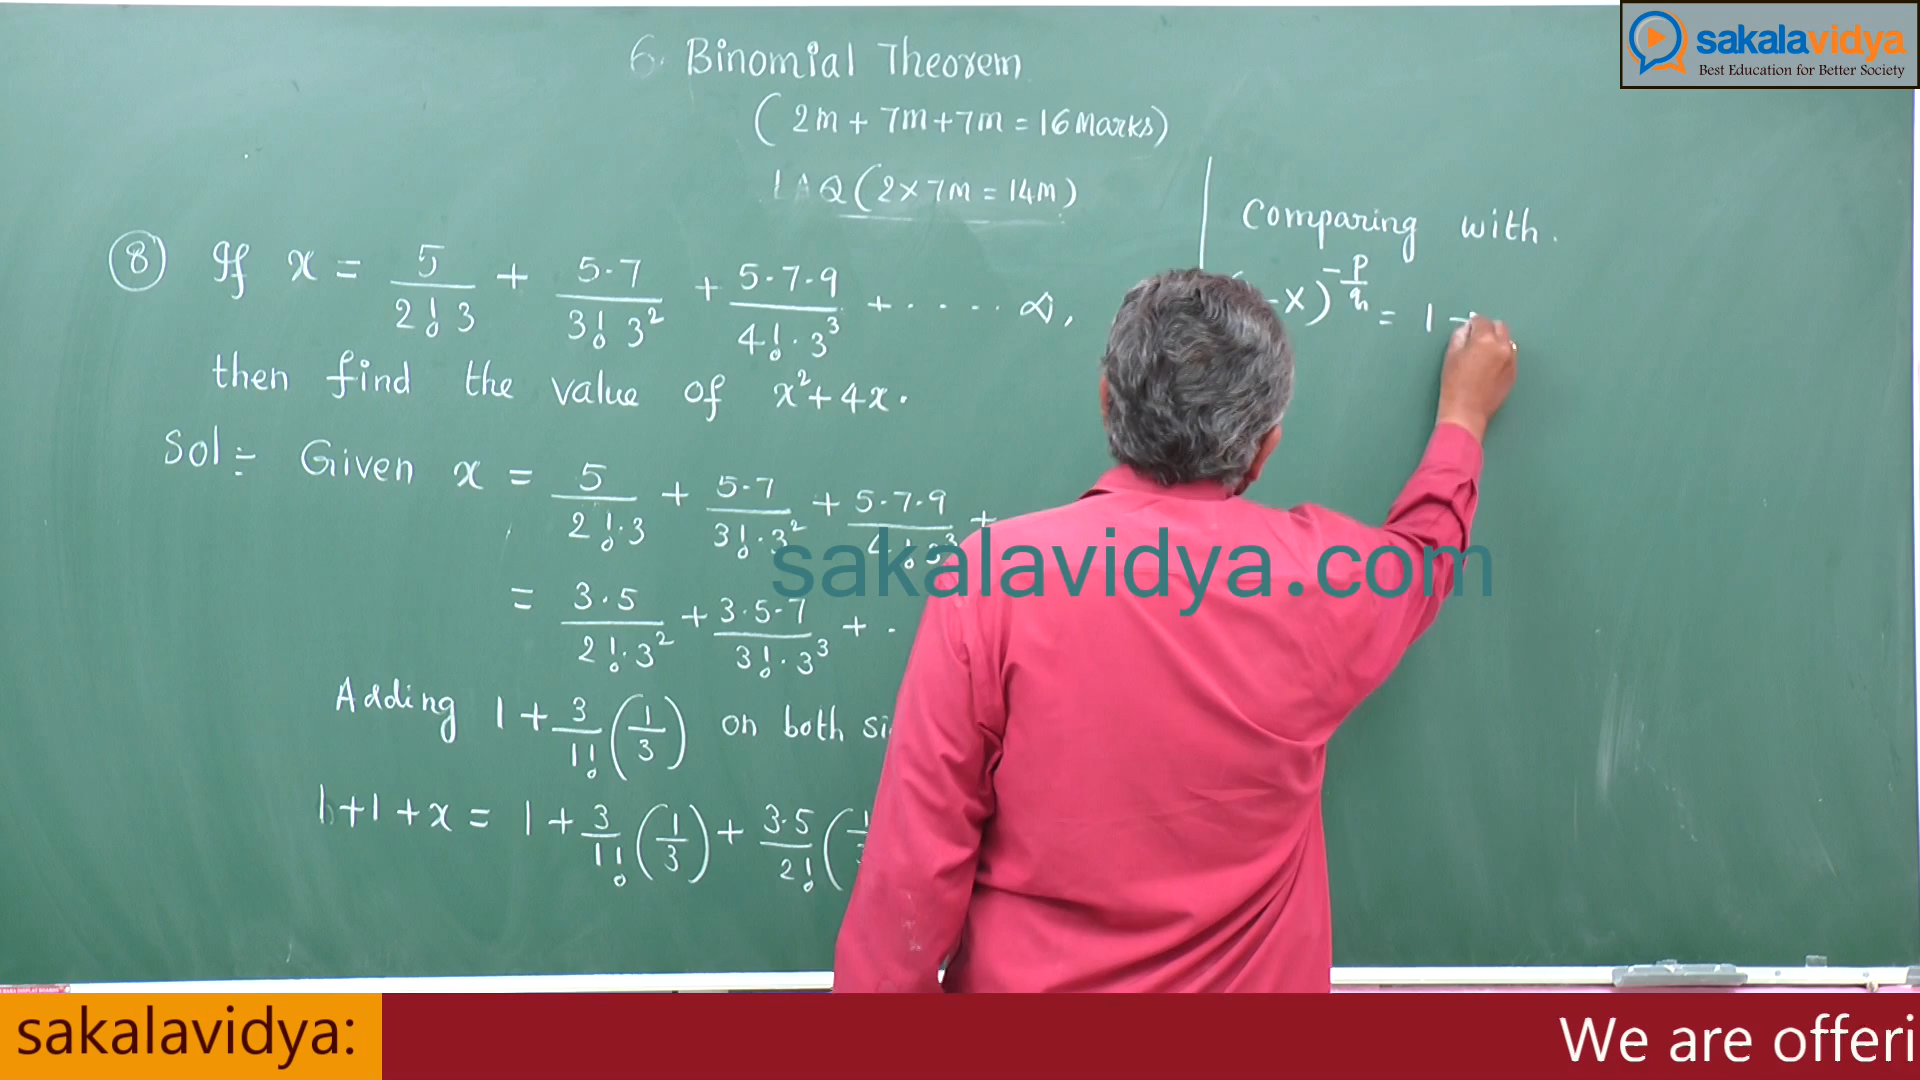 sakalavidya
Best Education for Better Society
6. Binomial Theorem
(2m + 7m + 7m = 16 Marks)
LAQ (2 x 7m = 14m)
8 If x = 5/(2! 3) + 5·7/(3! 3²) + 5·7·9/(4!·3³) + ····· ∞,
then find the value of x² + 4x.
Sol:- Given x = 5/(2!·3) + 5·7/(3!·3²) + 5·7·9/(4! 3³) +
= 3·5/(2!·3²) + 3·5·7/(3!·3³) + ·
Adding 1 + 3/1! (1/3) on both
1 + 1 + x = 1 + 3/1! (1/3) + 3·5/2! (
Comparing with.
-x)^(-p/q) = 1
sakalavidya.com
sakalavidya:
We are offeri